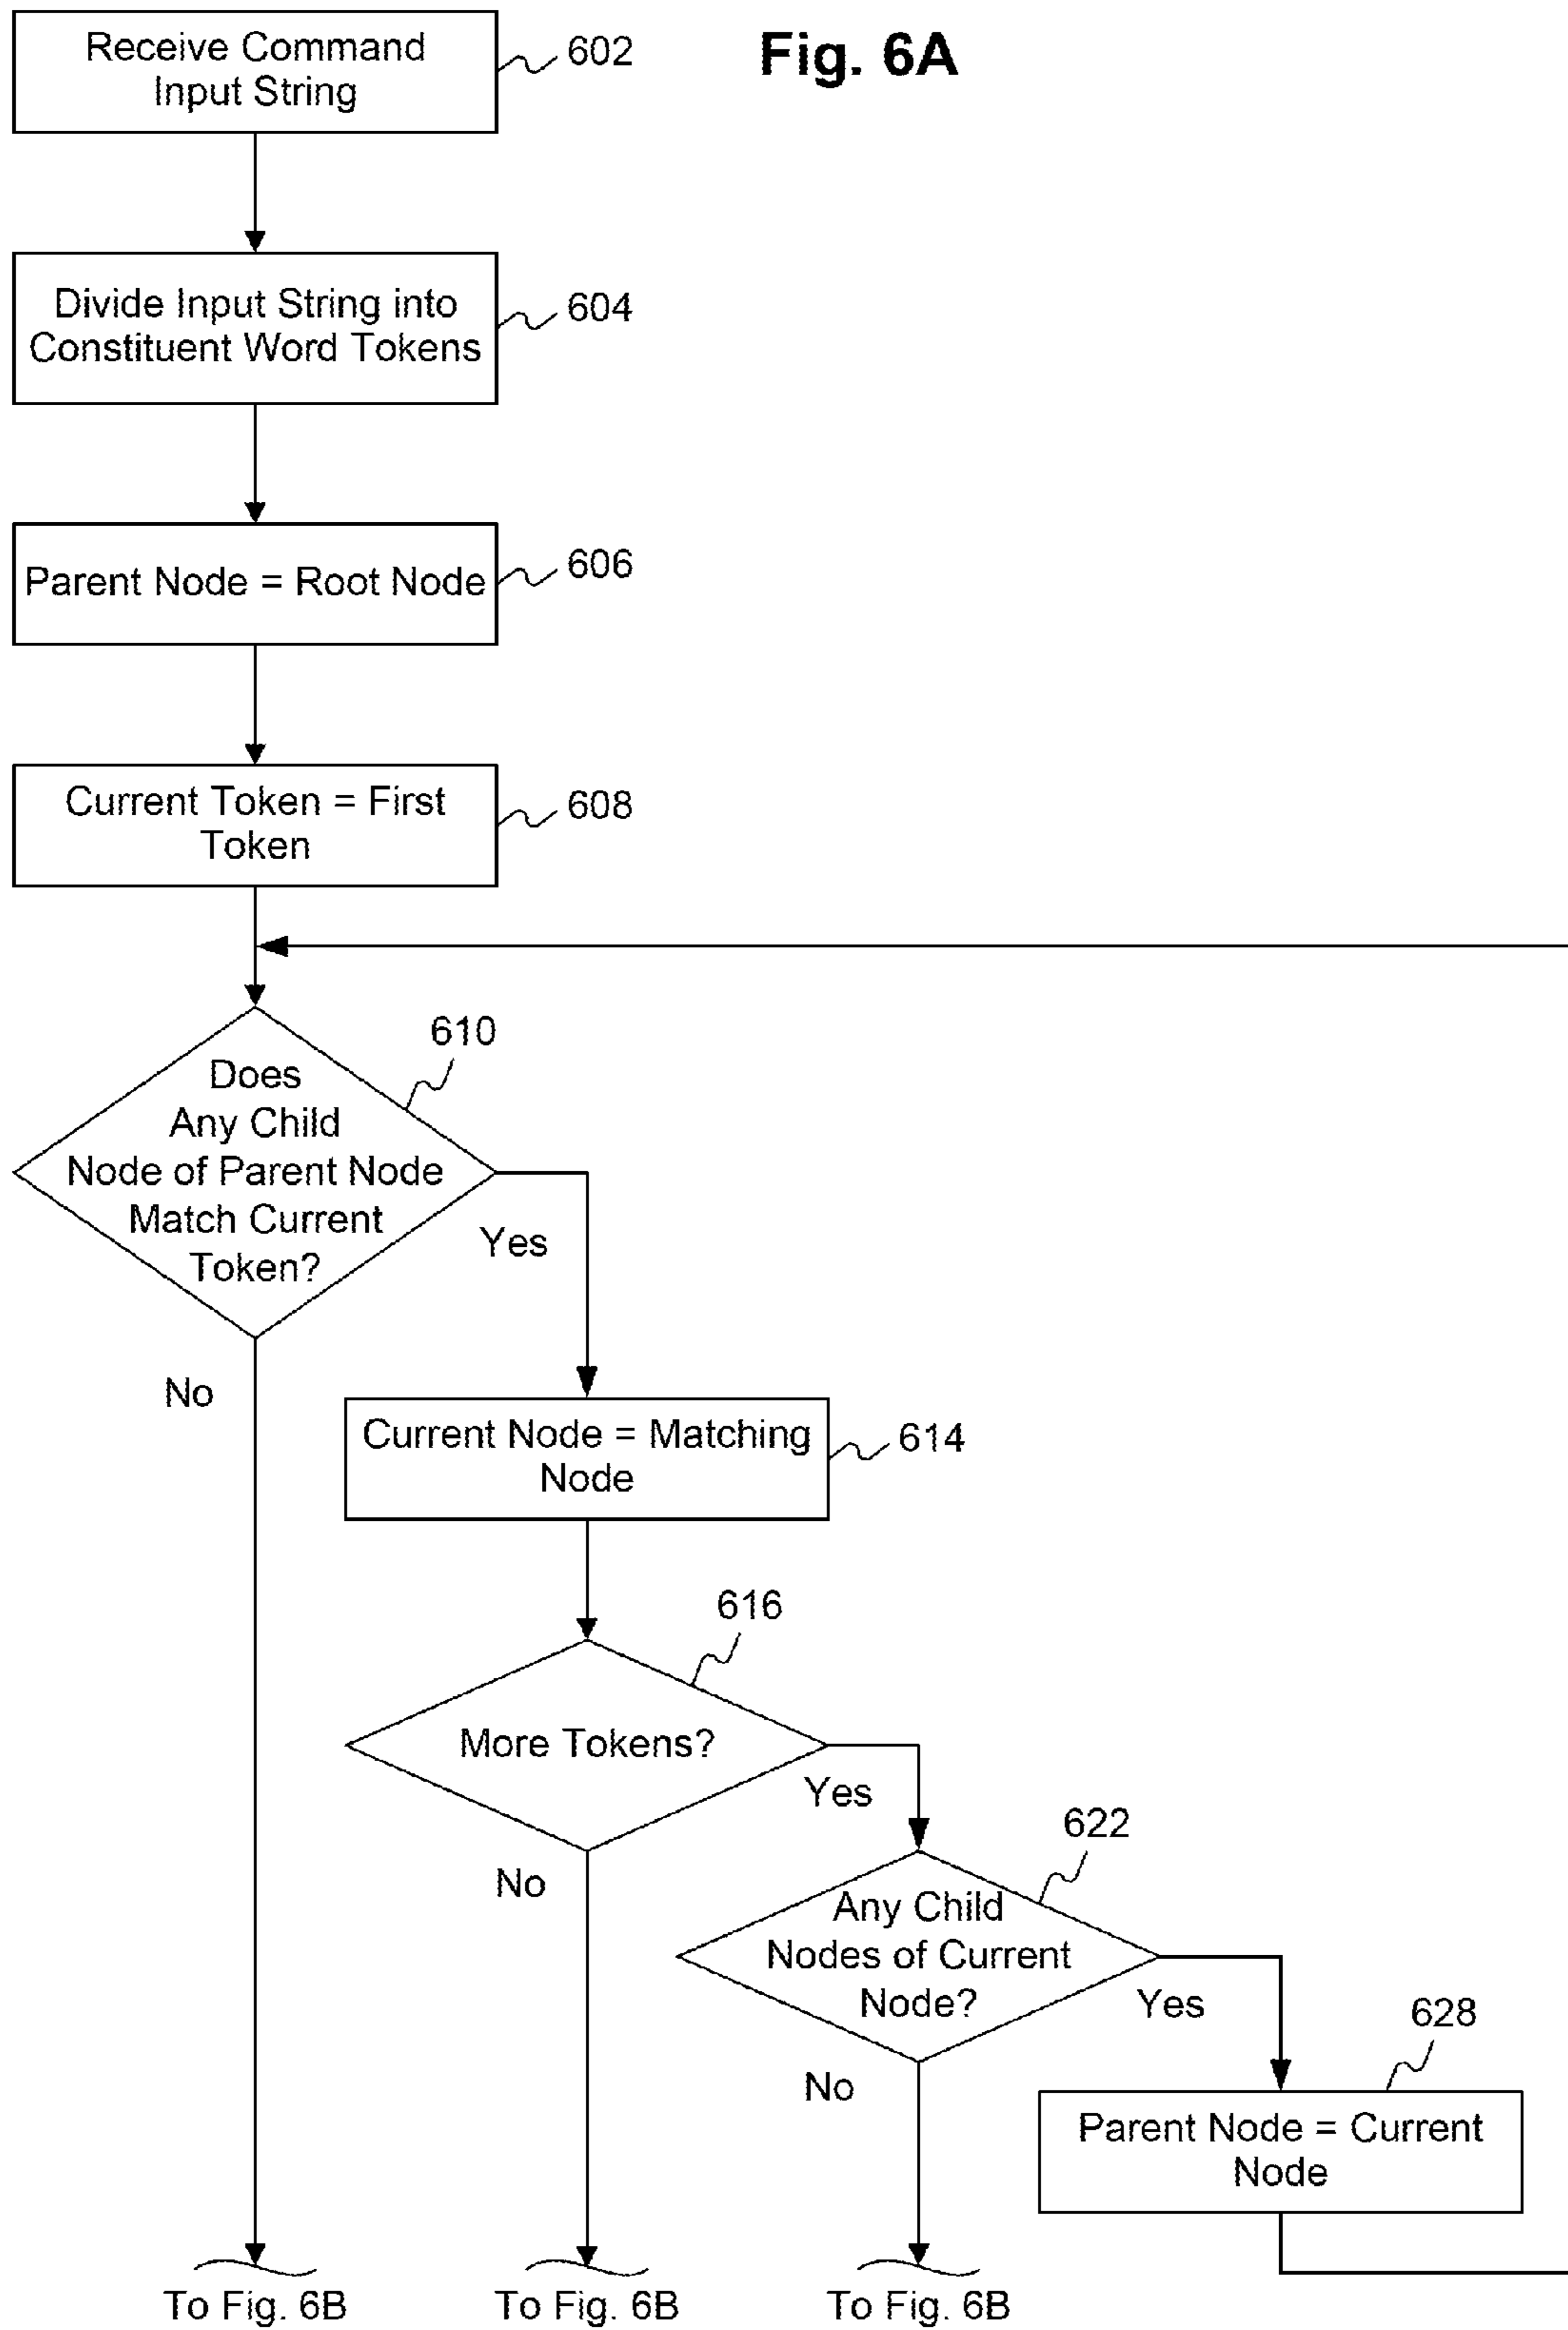 Fig. 6A
Receive Command
Input String
602
Divide Input String into
Constituent Word Tokens
604
Parent Node = Root Node
606
Current Token = First
Token
608
610
Does
Any Child
Node of Parent Node
Match Current
Token?
Yes
No
Current Node = Matching
Node
614
616
More Tokens?
Yes
No
622
Any Child
Nodes of Current
Node?
Yes
No
628
Parent Node = Current
Node
To Fig. 6B
To Fig. 6B
To Fig. 6B